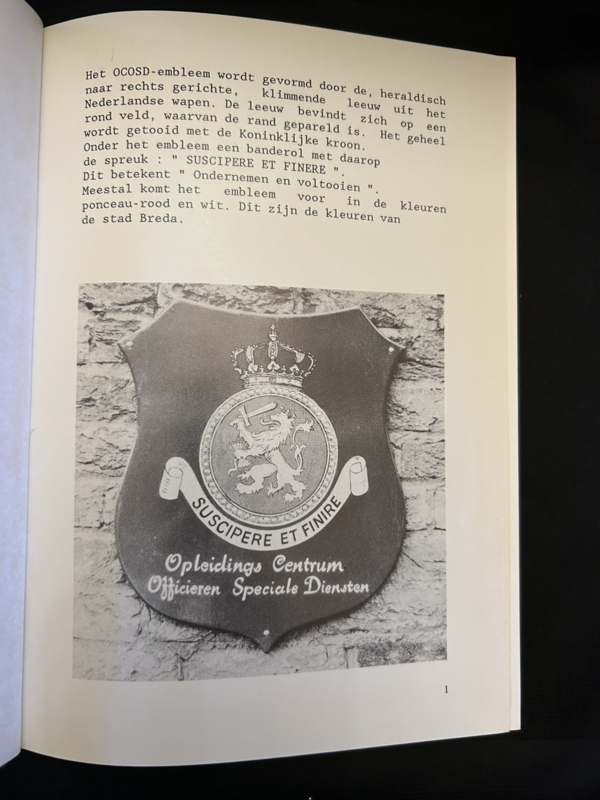 Het OCOSD-embleem wordt gevormd door de, heraldisch
naar rechts gerichte, klimmende leeuw uit het
Nederlandse wapen. De leeuw bevindt zich op een
rond veld, waarvan de rand gepareld is. Het geheel
wordt getooid met de Koninklijke kroon.
Onder het embleem een banderol met daarop
de spreuk : " SUSCIPERE ET FINERE ".
Dit betekent " Ondernemen en voltooien ".
Meestal komt het embleem voor in de kleuren
ponceau-rood en wit. Dit zijn de kleuren van
de stad Breda.
SUSCIPERE ET FINIRE
Opleidings Centrum
Officieren Speciale Diensten
1